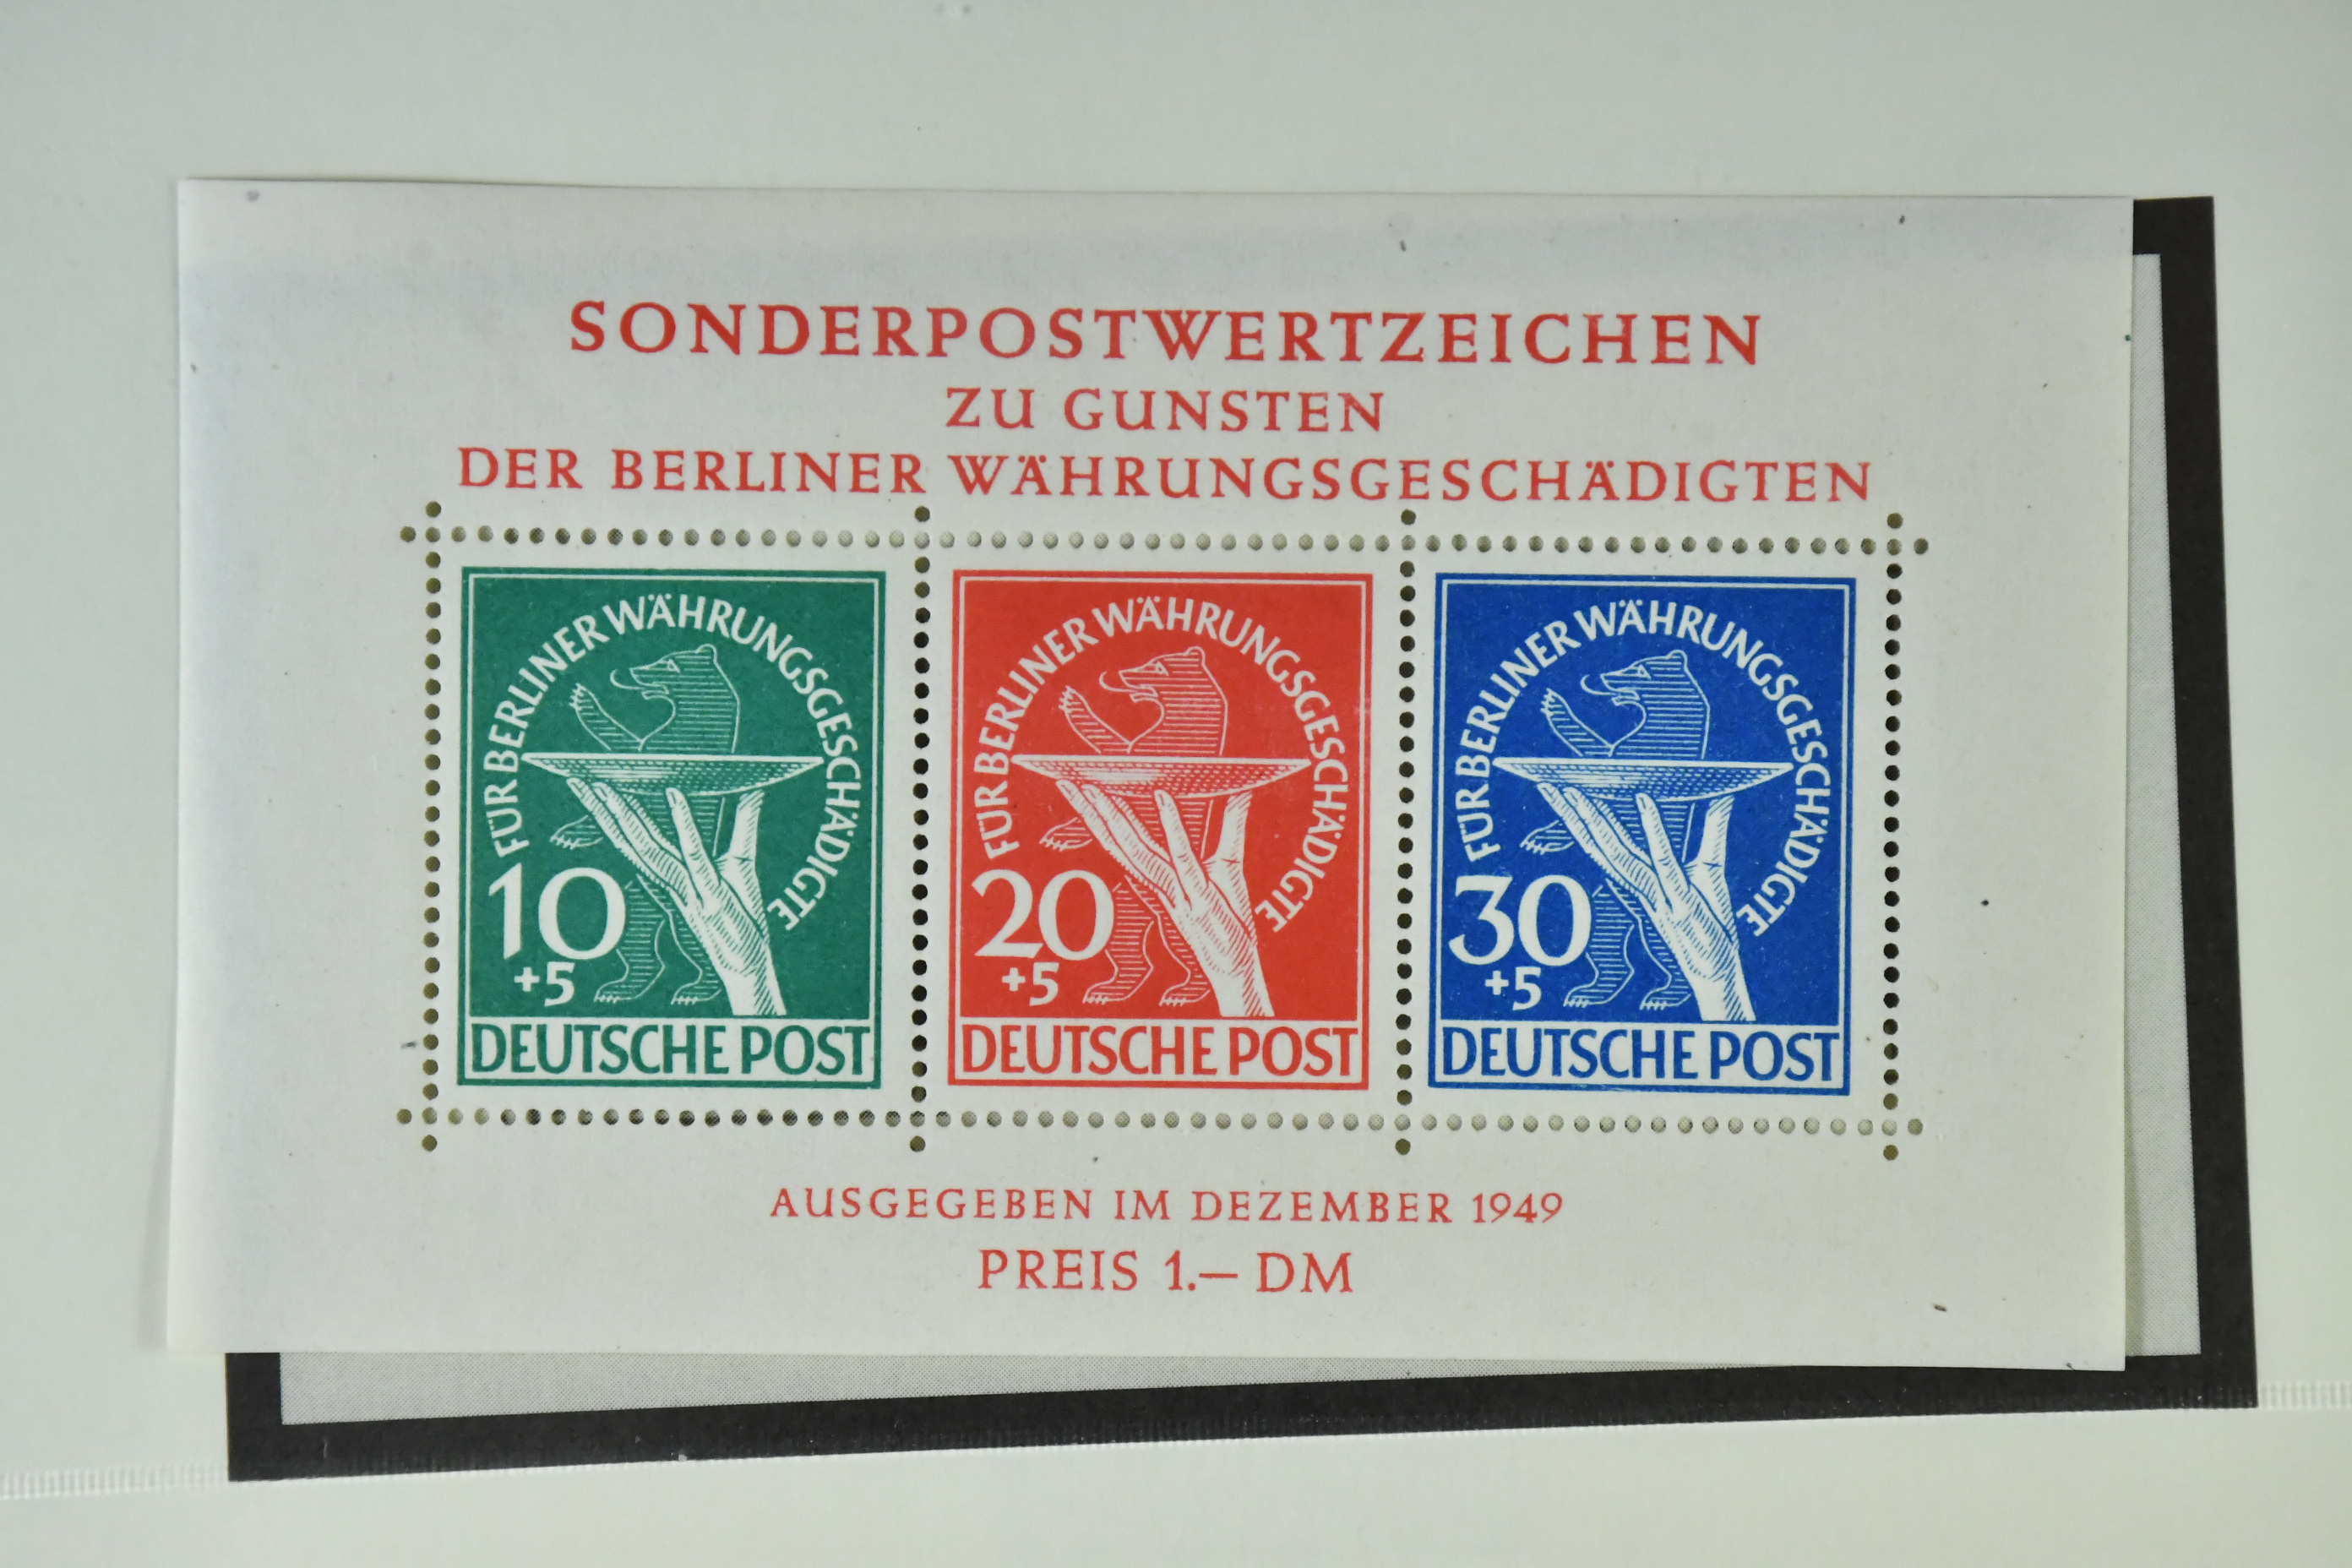 SONDERPOSTWERTZEICHEN
ZU GUNSTEN
DER BERLINER WÄHRUNGSGESCHÄDIGTEN
FÜR BERLINER WÄHRUNGSGESCHÄDIGTE
10
+5
DEUTSCHE POST
FÜR BERLINER WÄHRUNGSGESCHÄDIGTE
20
+5
DEUTSCHE POST
FÜR BERLINER WÄHRUNGSGESCHÄDIGTE
30
+5
DEUTSCHE POST
AUSGEGEBEN IM DEZEMBER 1949
PREIS 1.— DM